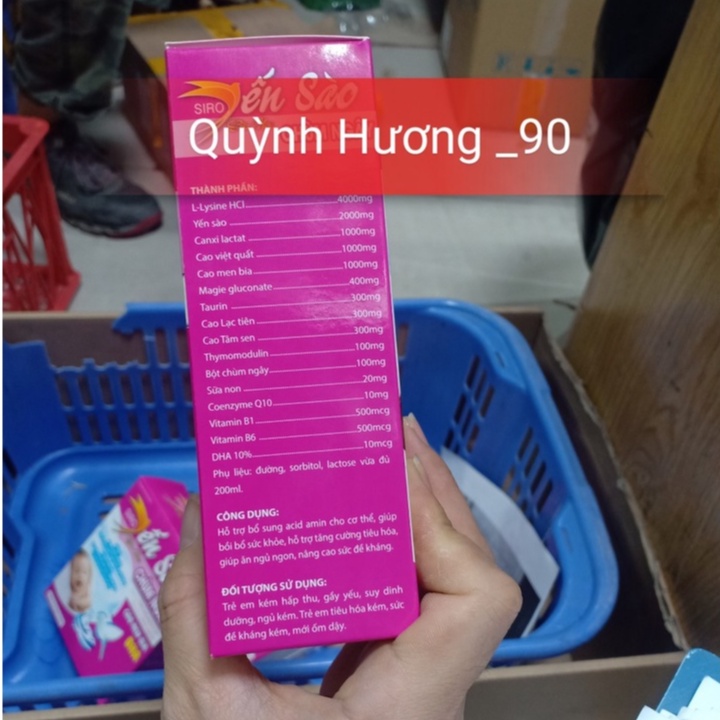 SIRO Yến Sào
Quỳnh Hương _90
THÀNH PHẦN:
L-Lysine HCl 4000mg
Yến sào 2000mg
Canxi lactat 1000mg
Cao việt quất 1000mg
Cao men bia 1000mg
Magie gluconate 400mg
Taurin 300mg
Cao Lạc tiên 300mg
Cao Tâm sen 300mg
Thymomodulin 100mg
Bột chùm ngây 100mg
Sữa non 20mg
Coenzyme Q10 10mg
Vitamin B1 500mcg
Vitamin B6 500mcg
DHA 10% 10mcg
Phụ liệu: đường, sorbitol, lactose vừa đủ
200ml.
CÔNG DỤNG:
Hỗ trợ bổ sung acid amin cho cơ thể, giúp
bồi bổ sức khỏe, hỗ trợ tăng cường tiêu hóa,
giúp ăn ngủ ngon, nâng cao sức đề kháng.
ĐỐI TƯỢNG SỬ DỤNG:
Trẻ em kém hấp thu, gầy yếu, suy dinh
dưỡng, ngủ kém. Trẻ em tiêu hóa kém, sức
đề kháng kém, mới ốm dậy.
SIRO
ến Sà